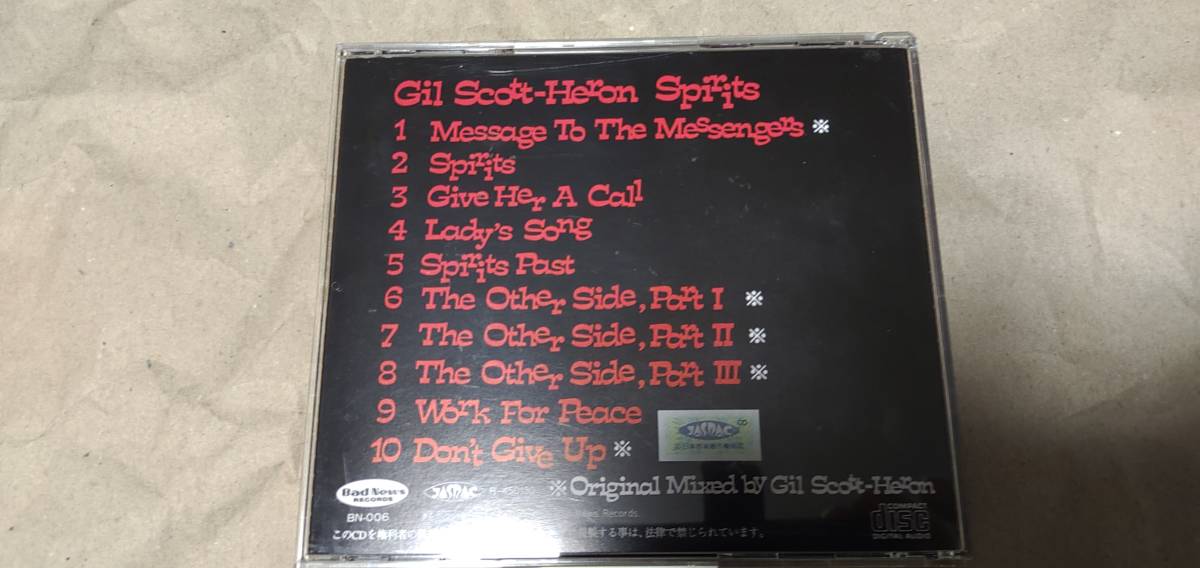 Gil Scott-Heron Spirits
1 Message To The Messengers ※
2 Spirits
3 Give Her A Call
4 Lady's Song
5 Spirits Past
6 The Other Side, Part I ※
7 The Other Side, Part II ※
8 The Other Side, Part III ※
9 Work For Peace
JASRAC
10 Don't Give Up ※
Bad News RECORDS
JASRAC
※Original Mixed by Gil Scott-Heron
BN-006
Records.
COMPACT disc DIGITAL AUDIO
このCDを権利者の
する事は、法律で禁じられています。